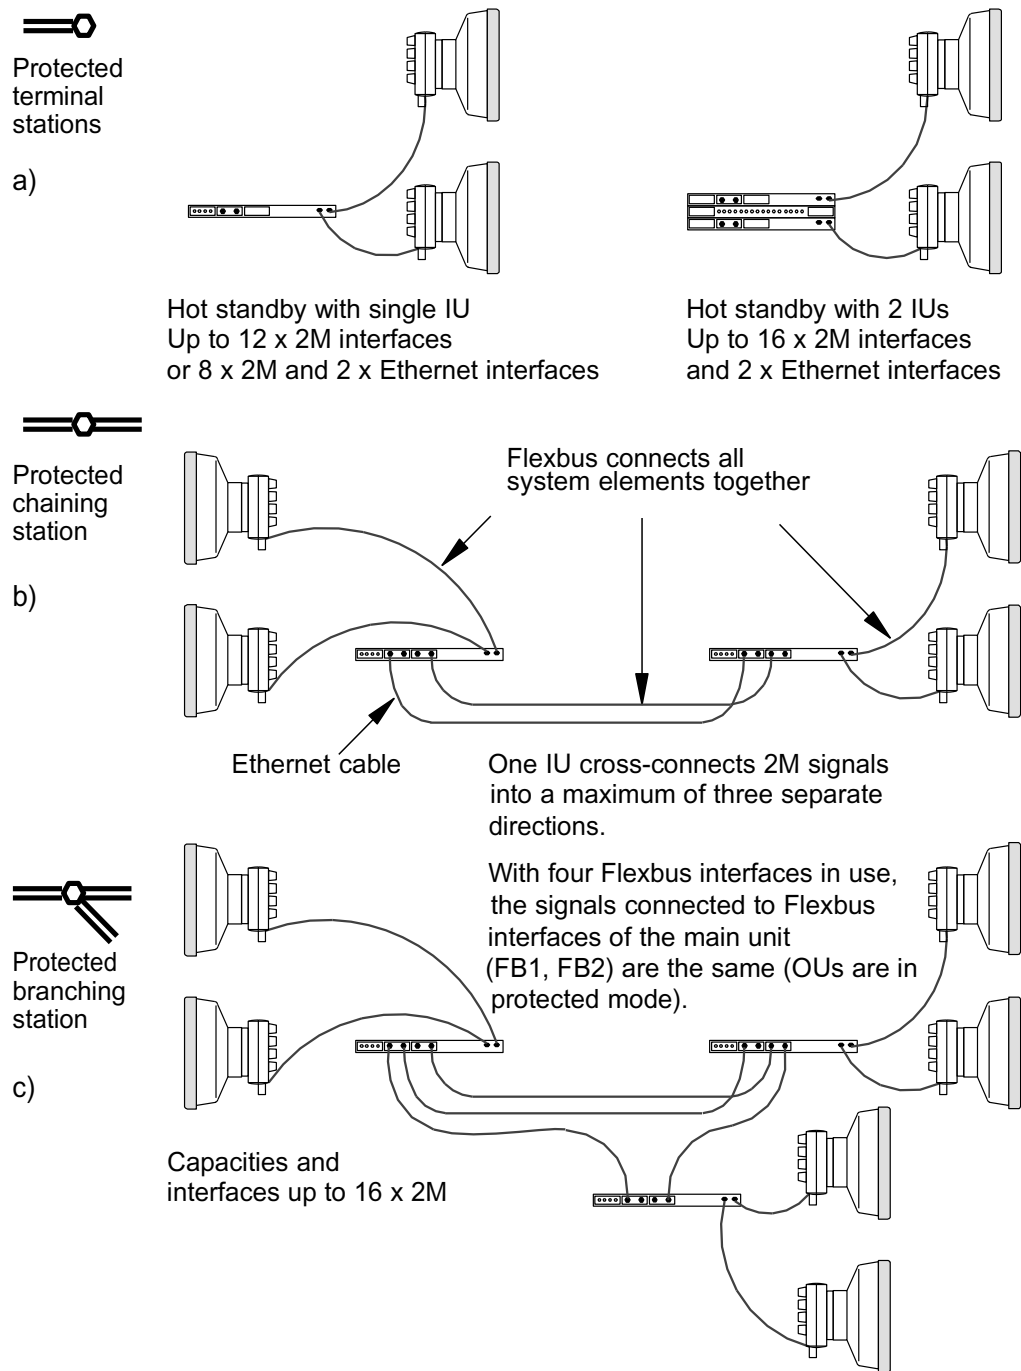 Protected
terminal
stations
a)
Hot standby with single IU
Up to 12 x 2M interfaces
or 8 x 2M and 2 x Ethernet interfaces
Hot standby with 2 IUs
Up to 16 x 2M interfaces
and 2 x Ethernet interfaces
Protected
chaining
station
b)
Flexbus connects all
system elements together
Ethernet cable
One IU cross-connects 2M signals
into a maximum of three separate
directions.
With four Flexbus interfaces in use,
the signals connected to Flexbus
interfaces of the main unit
(FB1, FB2) are the same (OUs are in
protected mode).
Protected
branching
station
c)
Capacities and
interfaces up to 16 x 2M